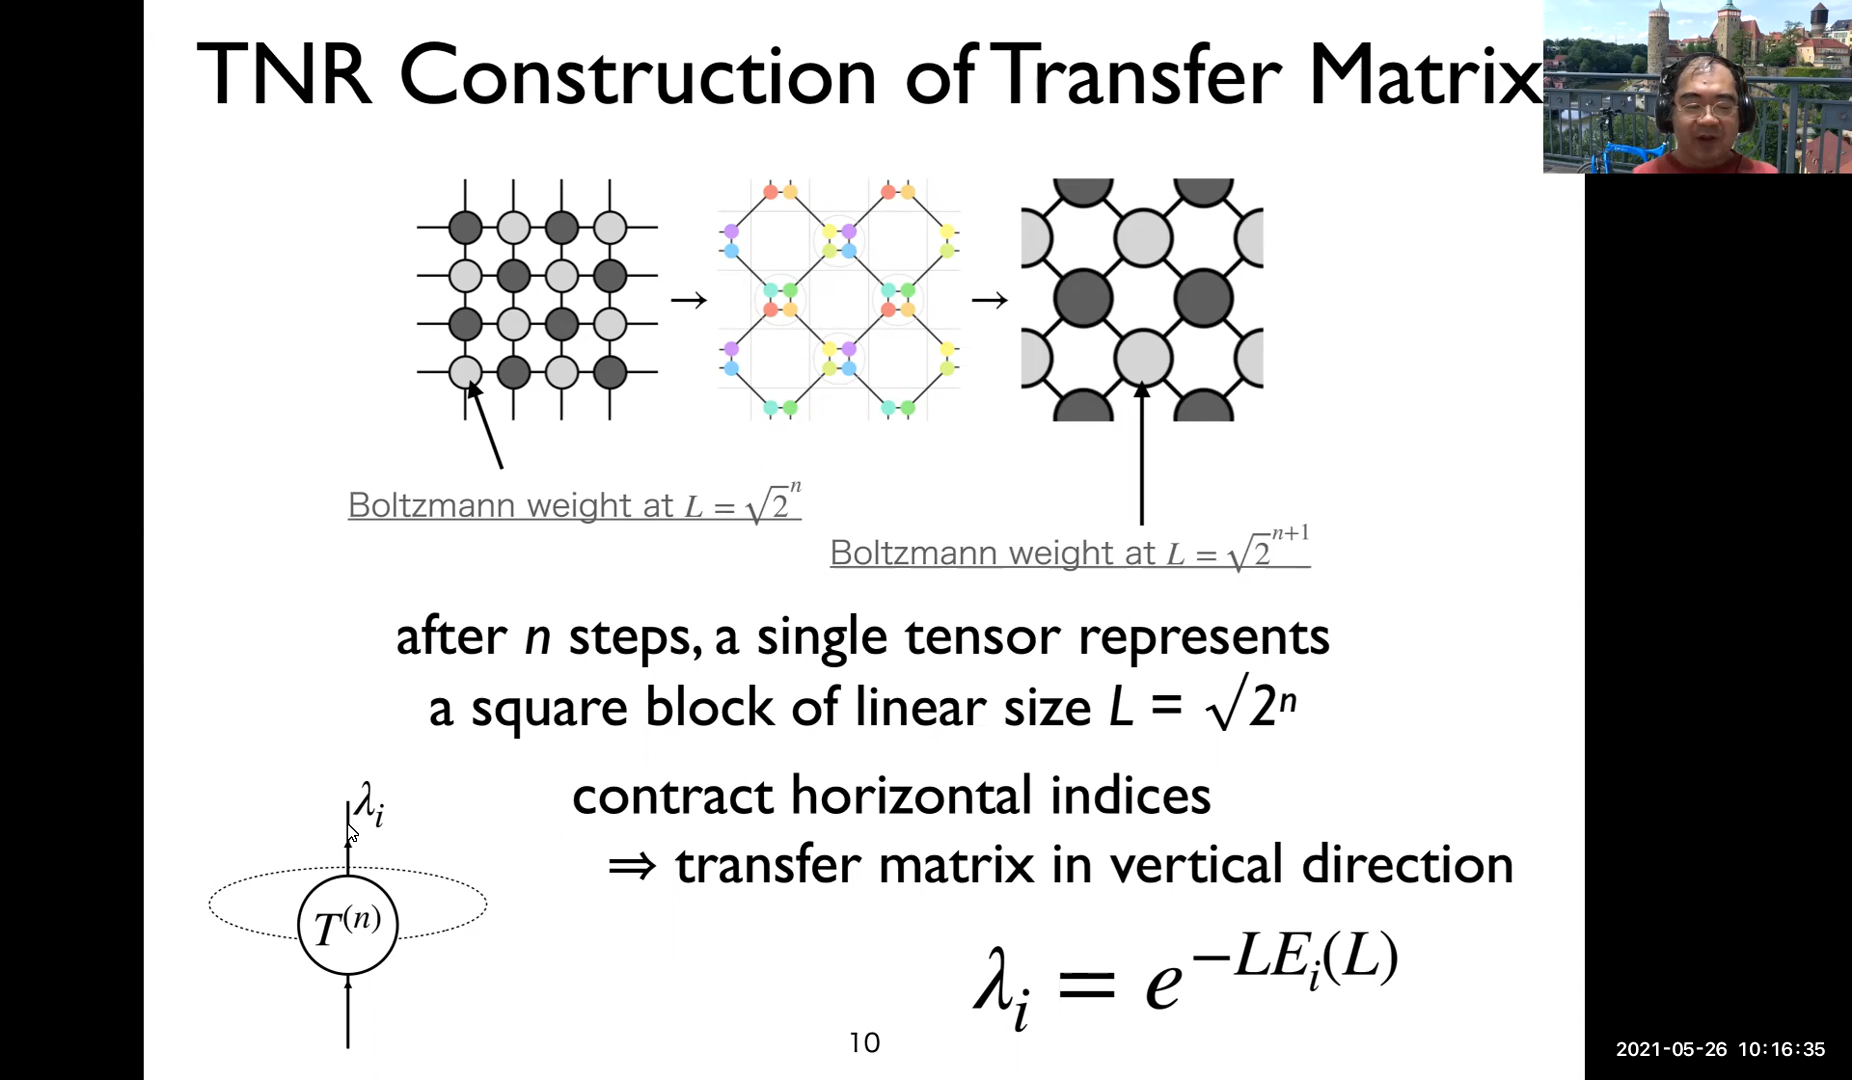 TNR Construction of Transfer Matrix
→ →
Boltzmann weight at L = √2ⁿ
Boltzmann weight at L = √2ⁿ⁺¹
after n steps, a single tensor represents
a square block of linear size L = √2ⁿ
λᵢ
contract horizontal indices
⇒ transfer matrix in vertical direction
T⁽ⁿ⁾
λᵢ = e^{−LEᵢ(L)}
10
2021-05-26 10:16:35